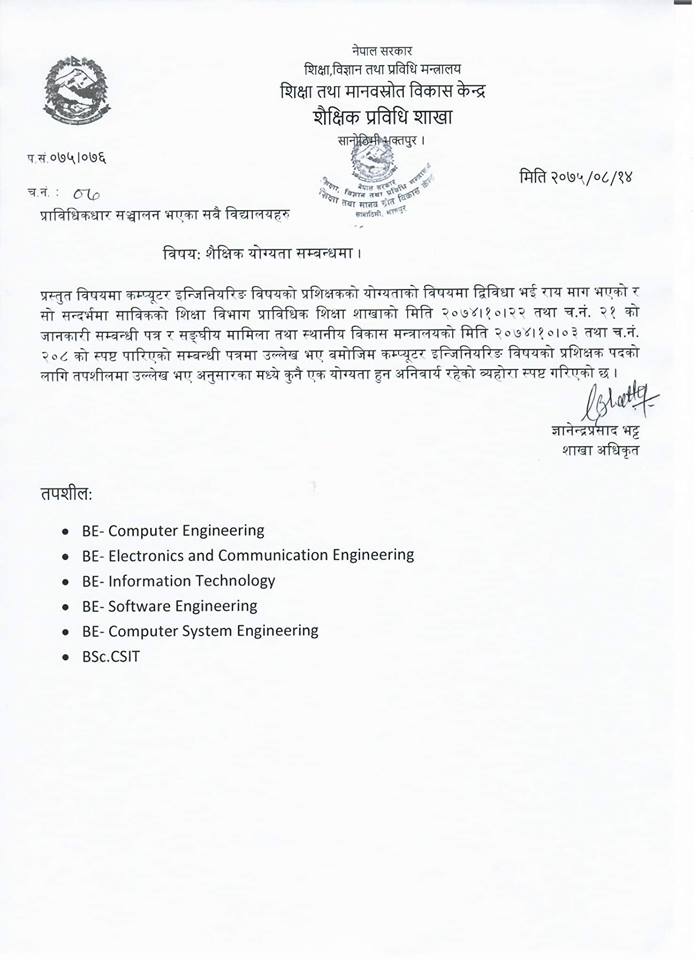 नेपाल सरकार
शिक्षा,विज्ञान तथा प्रविधि मन्त्रालय
शिक्षा तथा मानवस्रोत विकास केन्द्र
शैक्षिक प्रविधि शाखा
सानोठिमी भक्तपुर ।
नेपाल सरकार
शिक्षा, विज्ञान तथा प्रविधि मन्त्रालय
शिक्षा तथा मानव स्रोत विकास केन्द्र
सानोठिमी, भक्तपुर
प.सं.०७५|०७६
मिति २०७५/०८/१४
च.नं. :
प्राविधिकधार सञ्चालन भएका सबै विद्यालयहरु
विषय: शैक्षिक योग्यता सम्बन्धमा ।
प्रस्तुत विषयमा कम्प्यूटर इन्जिनियरिङ विषयको प्रशिक्षकको योग्यताको विषयमा द्विविधा भई राय माग भएको र
सो सन्दर्भमा साविकको शिक्षा विभाग प्राविधिक शिक्षा शाखाको मिति २०७४|१०|२२ तथा च.नं. २१ को
जानकारी सम्बन्धी पत्र र सङ्घीय मामिला तथा स्थानीय विकास मन्त्रालयको मिति २०७४|१०|०३ तथा च.नं.
२०८ को स्पष्ट पारिएको सम्बन्धी पत्रमा उल्लेख भए बमोजिम कम्प्यूटर इन्जिनियरिङ विषयको प्रशिक्षक पदको
लागि तपशीलमा उल्लेख भए अनुसारका मध्ये कुनै एक योग्यता हुन अनिवार्य रहेको व्यहोरा स्पष्ट गरिएको छ ।
ज्ञानेन्द्रप्रसाद भट्ट
शाखा अधिकृत
तपशील:
• BE- Computer Engineering
• BE- Electronics and Communication Engineering
• BE- Information Technology
• BE- Software Engineering
• BE- Computer System Engineering
• BSc.CSIT